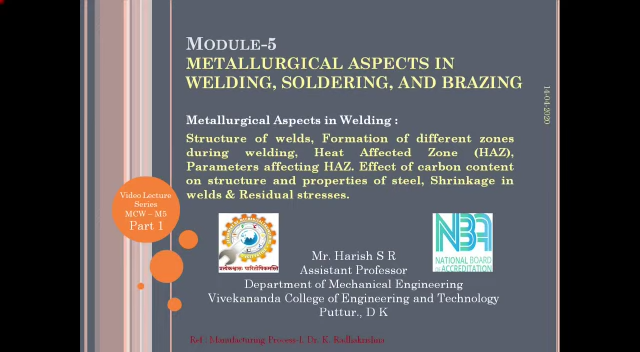 MODULE-5
METALLURGICAL ASPECTS IN
WELDING, SOLDERING, AND BRAZING
14-04-2020
Metallurgical Aspects in Welding :
Structure of welds, Formation of different zones
during welding, Heat Affected Zone (HAZ),
Parameters affecting HAZ. Effect of carbon content
on structure and properties of steel, Shrinkage in
welds & Residual stresses.
Video Lecture
Series
MCW – M5
Part 1
NBA
NATIONAL BOARD
OF ACCREDITATION
Mr. Harish S R
Assistant Professor
Department of Mechanical Engineering
Vivekananda College of Engineering and Technology
Puttur., D K
Ref : Manufacturing Process-I, Dr. K. Radhakrishna